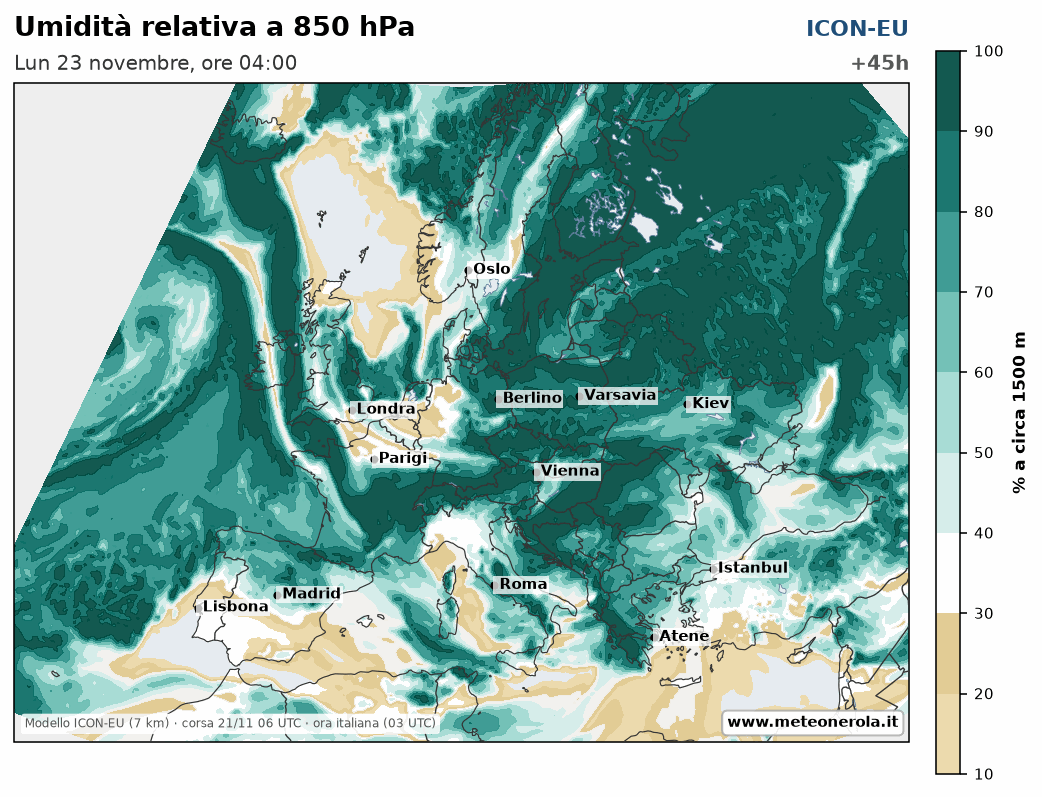 Umidità relativa a 850 hPa
ICON-EU
Lun 23 novembre, ore 04:00
+45h
100
90
80
70
60
50
40
30
20
10
% a circa 1500 m
Oslo
Berlino
Varsavia
Kiev
Londra
Parigi
Vienna
Istanbul
Roma
Madrid
Lisbona
Atene
Modello ICON-EU (7 km) · corsa 21/11 06 UTC · ora italiana (03 UTC)
www.meteonerola.it